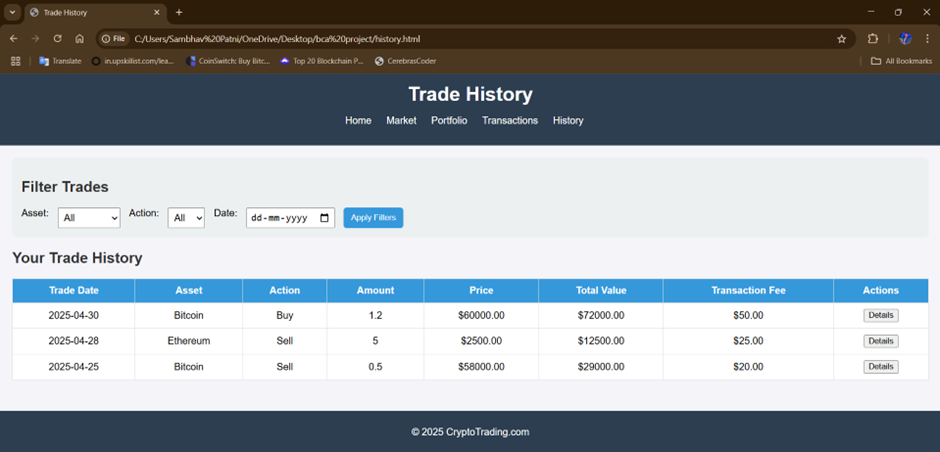 Trade History
File C:/Users/Sambhav%20Patni/OneDrive/Desktop/bca%20project/history.html
Translate in.upskillist.com/lea... CoinSwitch: Buy Bitc... Top 20 Blockchain P... CerebrasCoder All Bookmarks
Trade History
Home Market Portfolio Transactions History
Filter Trades
Asset: All Action: All Date: dd-mm-yyyy Apply Filters
Your Trade History
Trade Date Asset Action Amount Price Total Value Transaction Fee Actions
2025-04-30 Bitcoin Buy 1.2 $60000.00 $72000.00 $50.00 Details
2025-04-28 Ethereum Sell 5 $2500.00 $12500.00 $25.00 Details
2025-04-25 Bitcoin Sell 0.5 $58000.00 $29000.00 $20.00 Details
© 2025 CryptoTrading.com